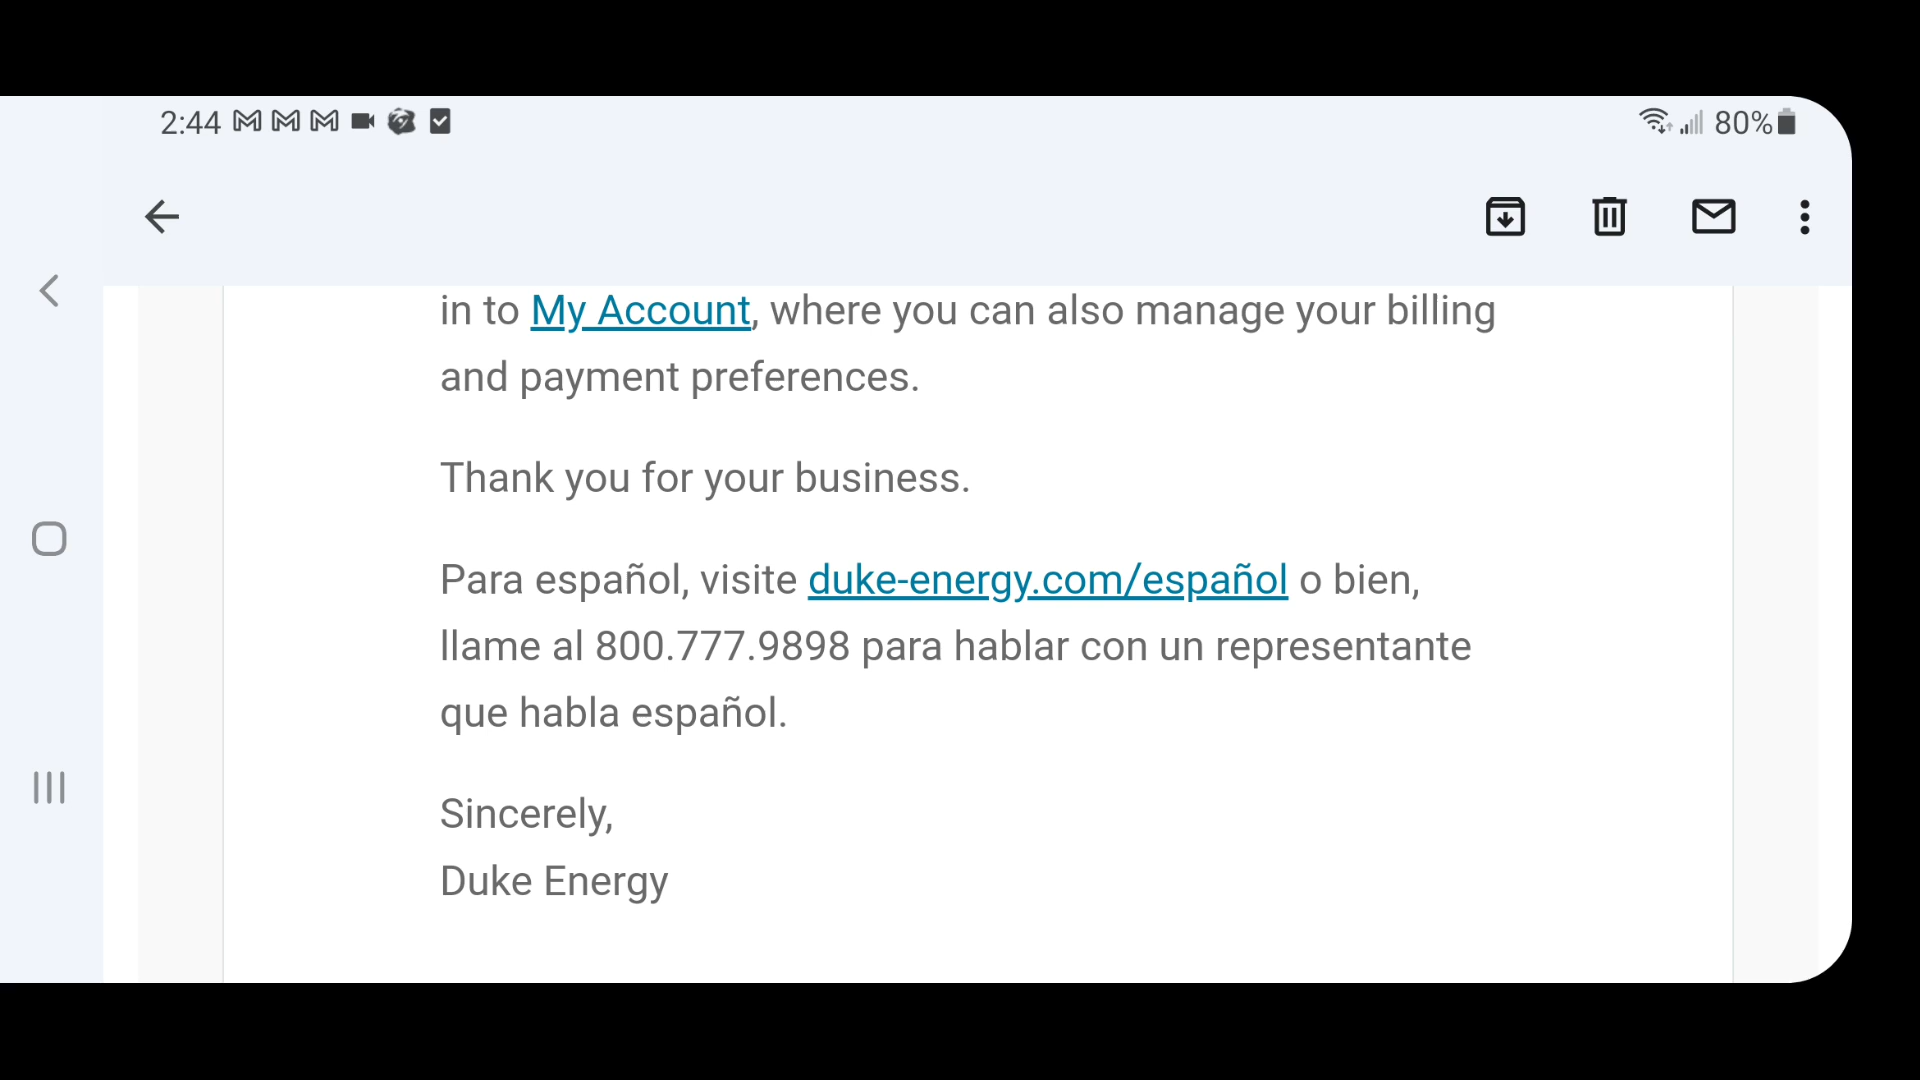 2:44
80%
in to My Account, where you can also manage your billing
and payment preferences.
Thank you for your business.
Para español, visite duke-energy.com/español o bien,
llame al 800.777.9898 para hablar con un representante
que habla español.
Sincerely,
Duke Energy